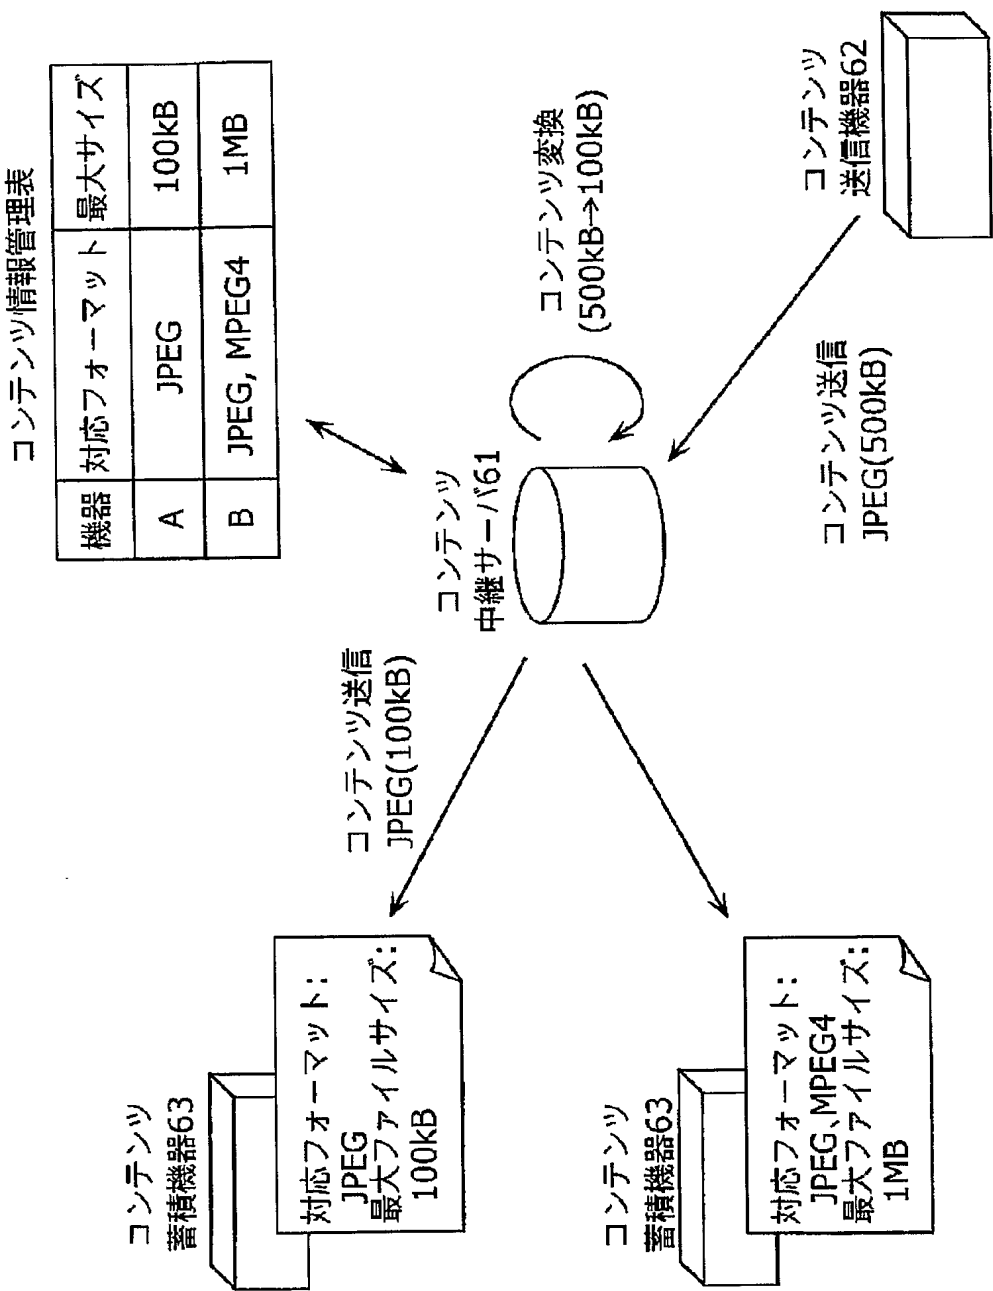 コンテンツ情報管理表
機器 対応フォーマット 最大サイズ
A JPEG 100kB
B JPEG, MPEG4 1MB
コンテンツ
中継サーバ61
コンテンツ変換
(500kB→100kB)
コンテンツ
送信機器62
コンテンツ送信
JPEG(500kB)
コンテンツ送信
JPEG(100kB)
コンテンツ
蓄積機器63
対応フォーマット:
JPEG
最大ファイルサイズ:
100kB
コンテンツ
蓄積機器63
対応フォーマット:
JPEG、MPEG4
最大ファイルサイズ:
1MB